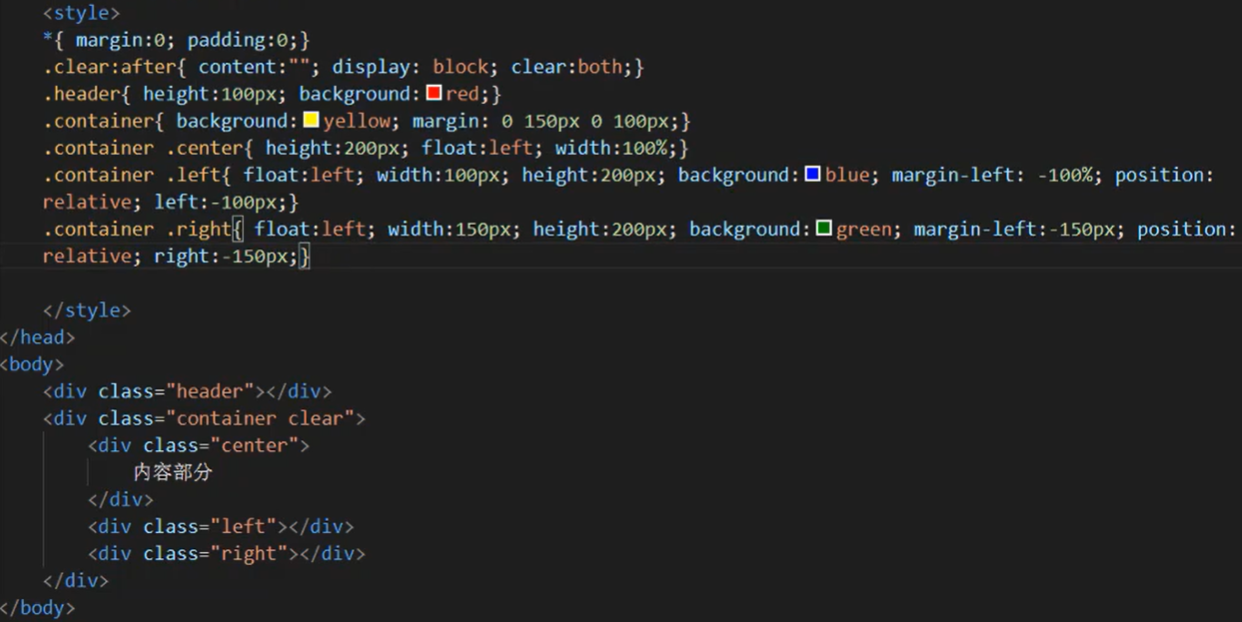 <style>
*{ margin:0; padding:0;}
.clear:after{ content:""; display: block; clear:both;}
.header{ height:100px; background:red;}
.container{ background:yellow; margin: 0 150px 0 100px;}
.container .center{ height:200px; float:left; width:100%;}
.container .left{ float:left; width:100px; height:200px; background:blue; margin-left: -100%; position:
relative; left:-100px;}
.container .right{ float:left; width:150px; height:200px; background:green; margin-left:-150px; position:
relative; right:-150px;}
</style>
</head>
<body>
<div class="header"></div>
<div class="container clear">
<div class="center">
内容部分
</div>
<div class="left"></div>
<div class="right"></div>
</div>
</body>